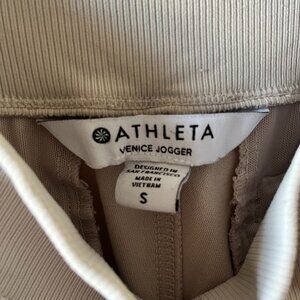 ATHLETA
VENICE JOGGER
DESIGNED IN
SAN FRANCISCO
MADE IN
VIETNAM
S